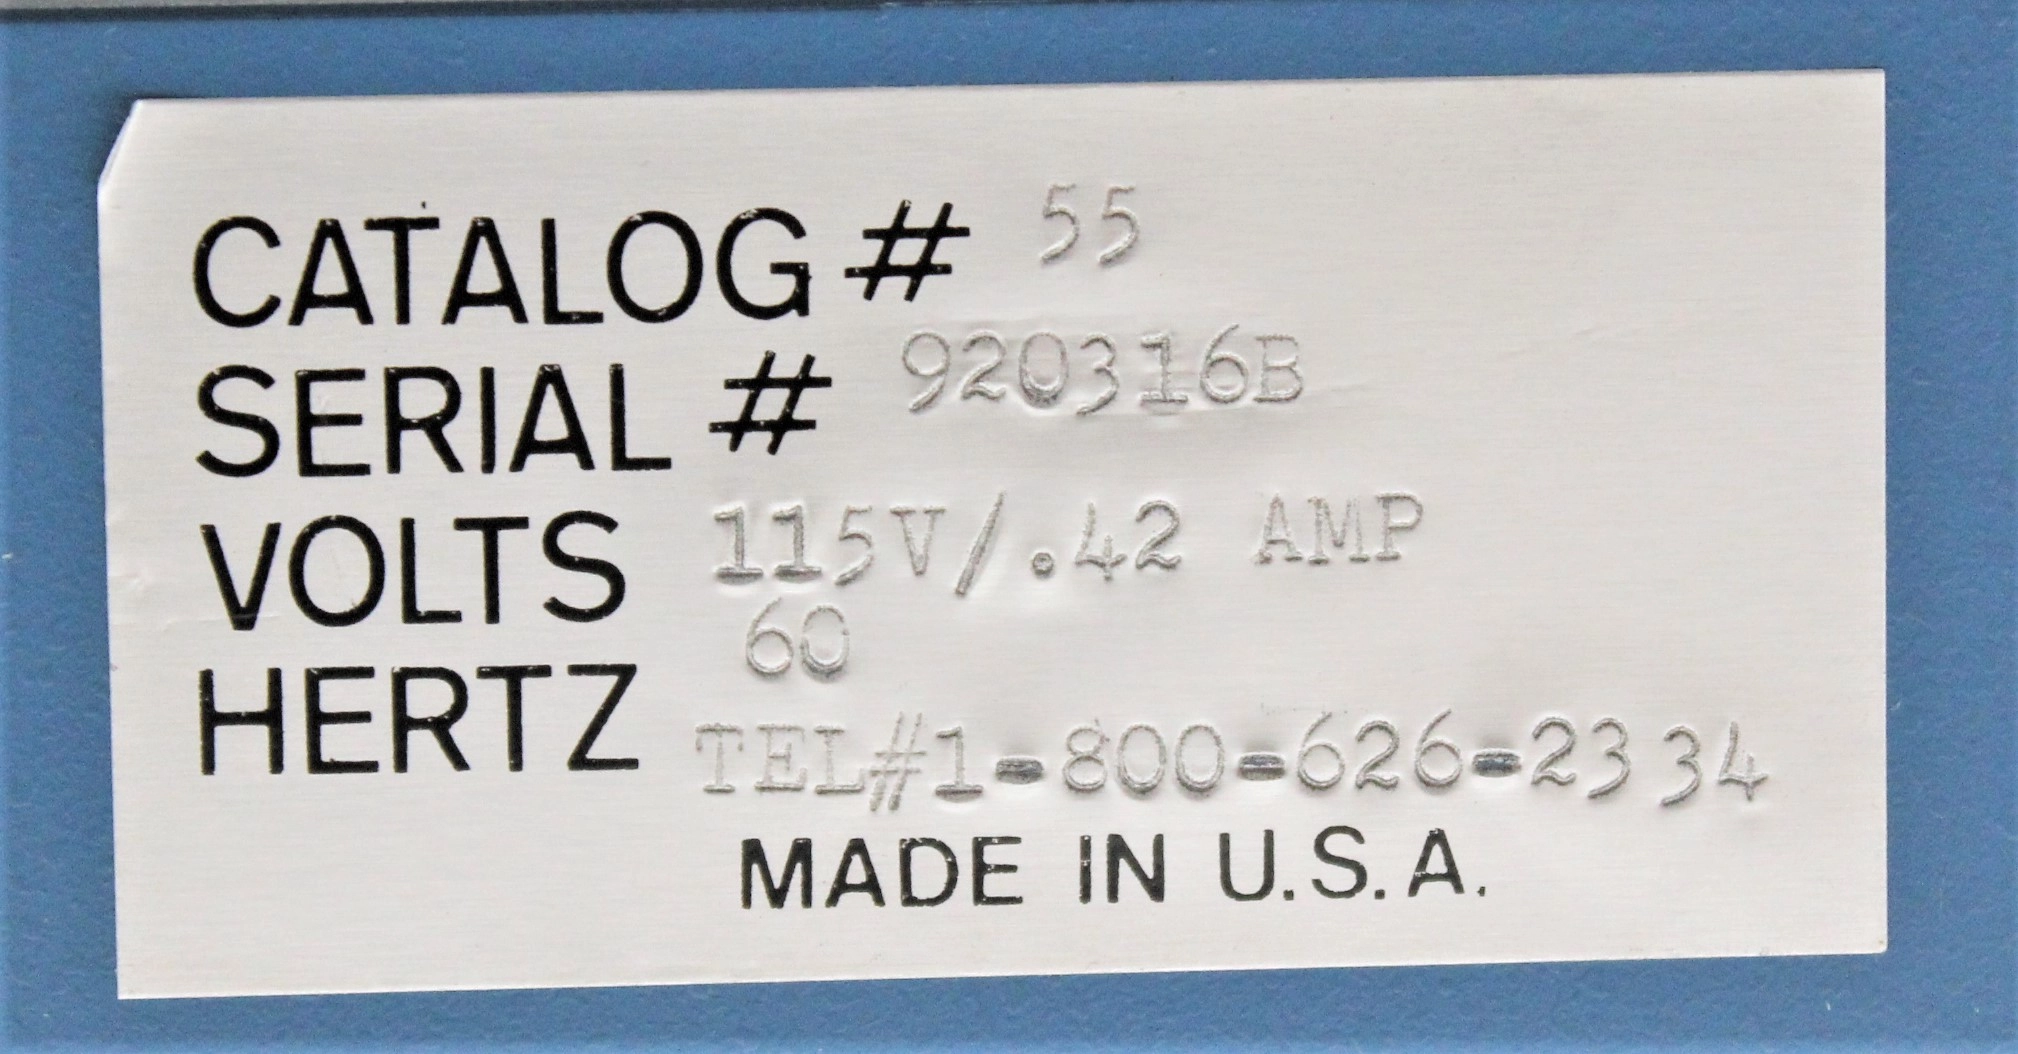 CATALOG # 55
SERIAL # 920316B
VOLTS 115V/.42 AMP
HERTZ 60
TEL#1-800-626-2334
MADE IN U.S.A.